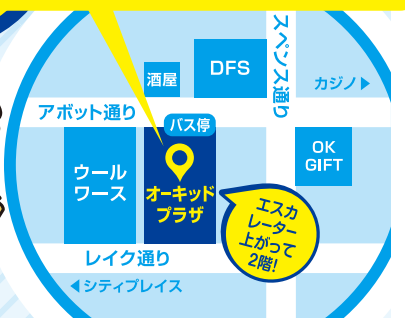 スペンス通り
酒屋
DFS
カジノ▶
アボット通り
バス停
OK
GIFT
ウール
ワース
オーキッド
プラザ
エスカ
レーター
上がって
2階!
レイク通り
◀シティプレイス